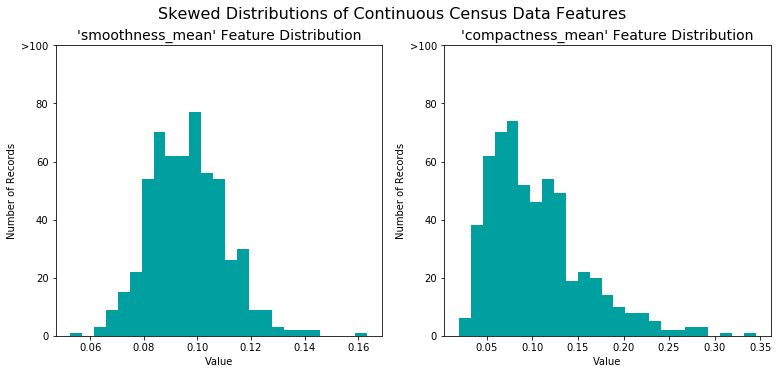 Skewed Distributions of Continuous Census Data Features
'smoothness_mean' Feature Distribution
>100
80
60
40
20
0
Number of Records
0.06 0.08 0.10 0.12 0.14 0.16
Value
'compactness_mean' Feature Distribution
>100
80
60
40
20
0
Number of Records
0.05 0.10 0.15 0.20 0.25 0.30 0.35
Value